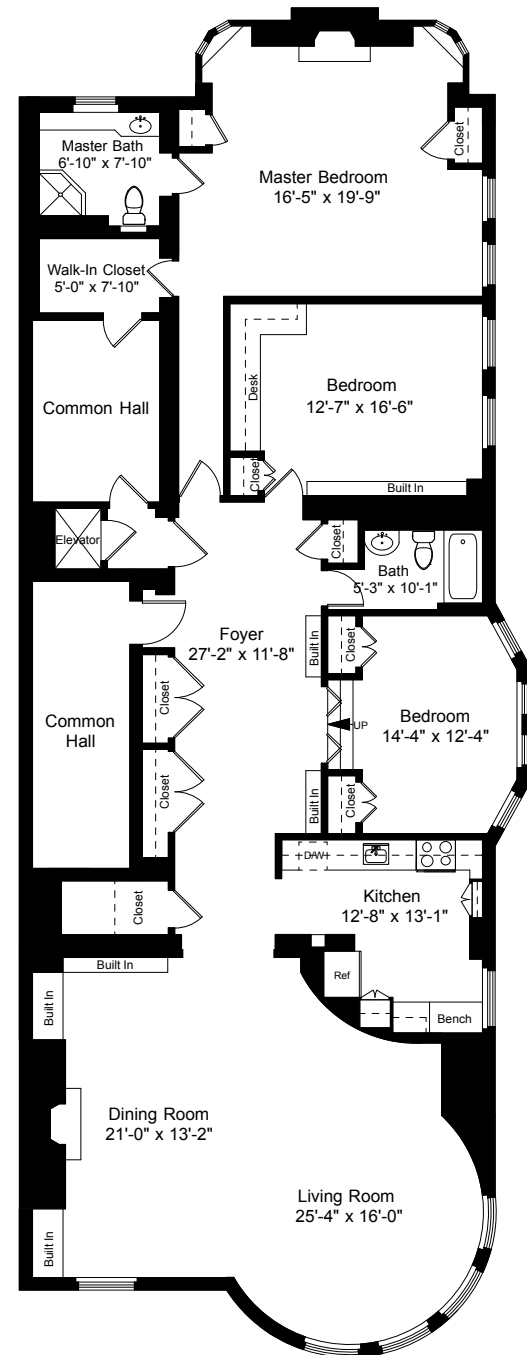 Master Bath
6'-10" x 7'-10"
Closet
Master Bedroom
16'-5" x 19'-9"
Walk-In Closet
5'-0" x 7'-10"
Common Hall
Desk
Bedroom
12'-7" x 16'-6"
Closet
Built In
Elevator
Closet
Bath
5'-3" x 10'-1"
Foyer
27'-2" x 11'-8"
Built In
Closet
Closet
Common
Hall
UP
Bedroom
14'-4" x 12'-4"
Closet
Built In
Closet
D/W
Kitchen
12'-8" x 13'-1"
Closet
Built In
Ref
Built In
Bench
Dining Room
21'-0" x 13'-2"
Living Room
25'-4" x 16'-0"
Built In